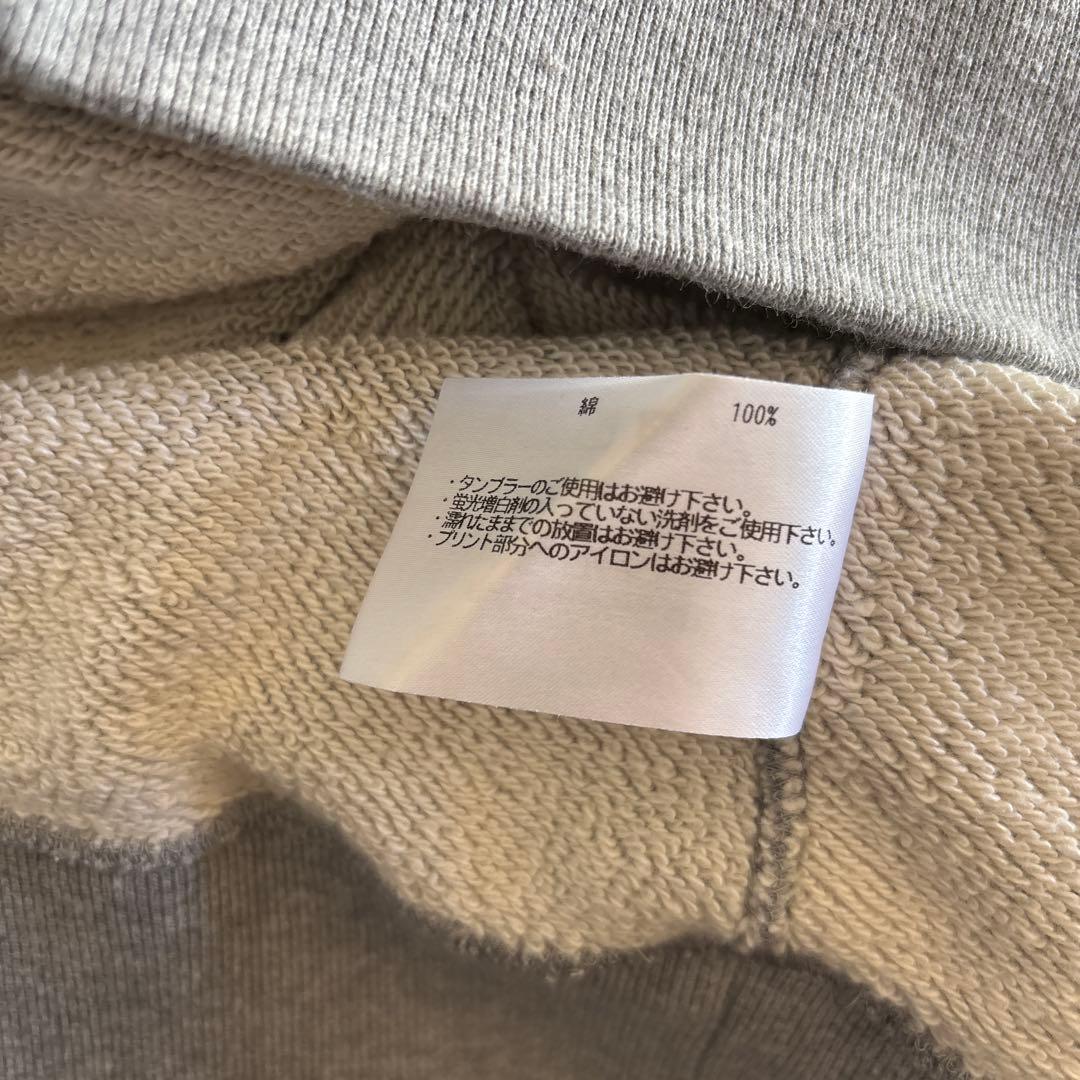 綿 100%
・タンブラーのご使用はお避け下さい。
・蛍光増白剤の入っていない洗剤をご使用下さい。
・濡れたままでの放置はお避け下さい。
・プリント部分へのアイロンはお避け下さい。